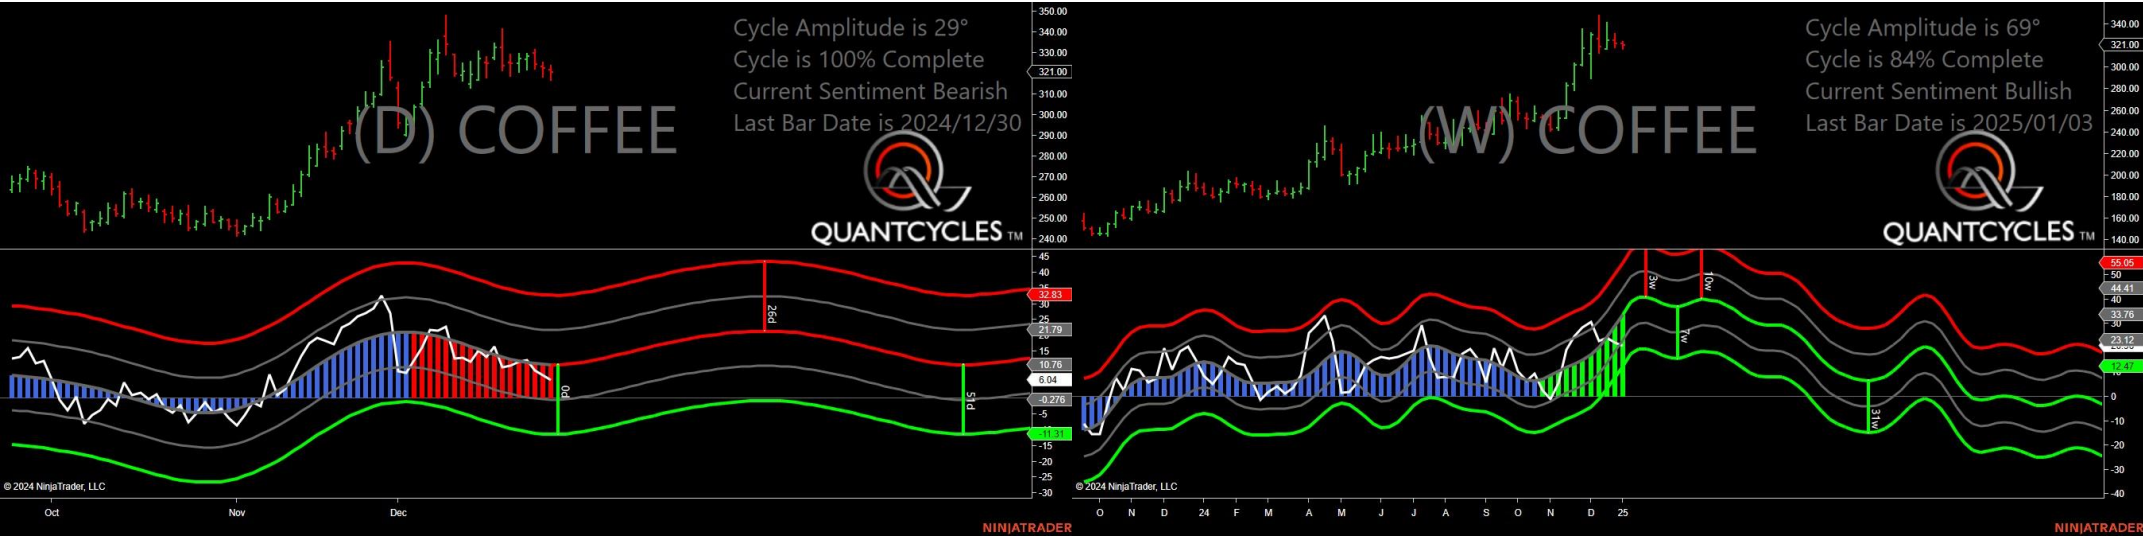 Cycle Amplitude is 29°
Cycle is 100% Complete
Current Sentiment Bearish
Last Bar Date is 2024/12/30
(D) COFFEE
QUANTCYCLES TM
350.00
340.00
330.00
321.00
310.00
300.00
290.00
280.00
270.00
260.00
250.00
240.00
45
40
35
32.83
30
25
21.79
20
15
10.76
6.04
-0.276
-5
-11.31
-15
-20
-25
-30
26d
0d
51d
© 2024 NinjaTrader, LLC
Oct Nov Dec
NINJATRADER
Cycle Amplitude is 69°
Cycle is 84% Complete
Current Sentiment Bullish
Last Bar Date is 2025/01/03
(W) COFFEE
QUANTCYCLES TM
340.00
321.00
300.00
280.00
260.00
240.00
220.00
200.00
180.00
160.00
140.00
55.05
50
44.41
40
33.76
30
23.12
12.47
0
-10
-20
-30
-40
3w
10w
7w
31w
© 2024 NinjaTrader, LLC
O N D 24 F M A M J J A S O N D 25
NINJATRADER